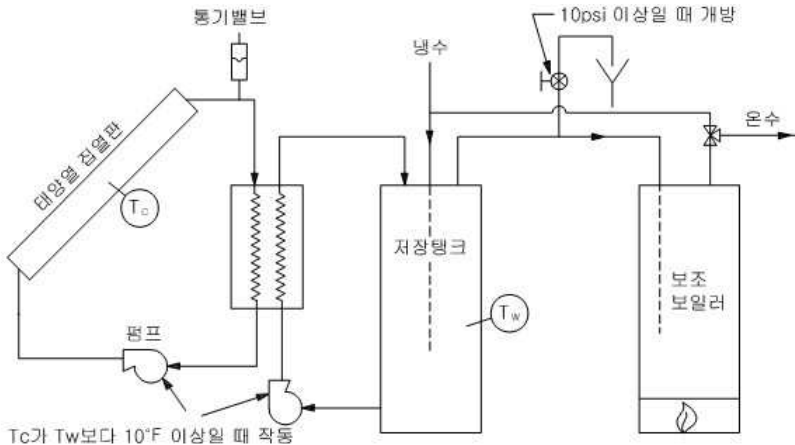 통기밸브
10psi 이상일 때 개방
냉수
온수
태양열 집열판
Tc
저장탱크
Tw
보조
보일러
펌프
Tc가 Tw보다 10°F 이상일 때 작동